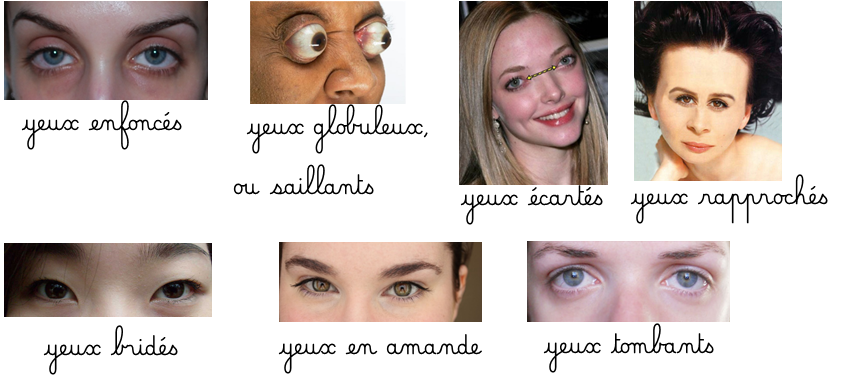 yeux enfoncés
yeux globuleux,
ou saillants
yeux écartés
yeux rapprochés
yeux bridés
yeux en amande
yeux tombants